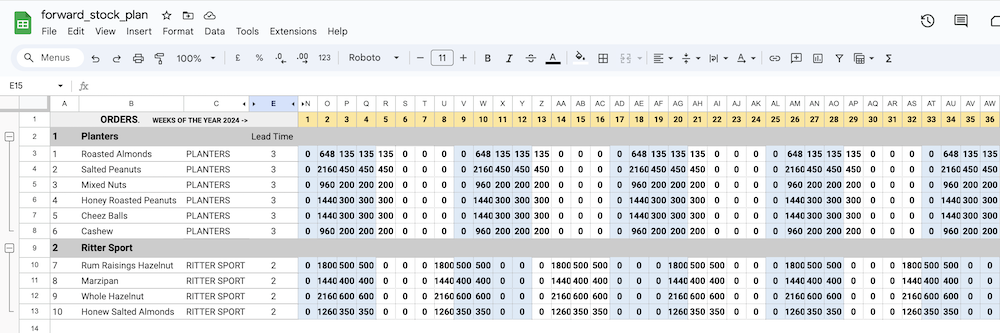 forward_stock_plan
File Edit View Insert Format Data Tools Extensions Help
Menus 100% £ % .0 .00 123 Roboto 11 B I S A Σ
E15 fx
A B C E N O P Q R S T U V W X Y Z AA AB AC AD AE AF AG AH AI AJ AK AL AM AN AO AP AQ AR AS AT AU AV AW
1 ORDERS. WEEKS OF THE YEAR 2024 -> 1 2 3 4 5 6 7 8 9 10 11 12 13 14 15 16 17 18 19 20 21 22 23 24 25 26 27 28 29 30 31 32 33 34 35 36
2 1 Planters Lead Time
3 1 Roasted Almonds PLANTERS 3 0 648 135 135 135 0 0 0 0 648 135 135 135 0 0 0 0 648 135 135 135 0 0 0 0 648 135 135 135 0 0 0 0 648 135 135
4 2 Salted Peanuts PLANTERS 3 0 2160 450 450 450 0 0 0 0 2160 450 450 450 0 0 0 0 2160 450 450 450 0 0 0 0 2160 450 450 450 0 0 0 0 2160 450 450
5 3 Mixed Nuts PLANTERS 3 0 960 200 200 200 0 0 0 0 960 200 200 200 0 0 0 0 960 200 200 200 0 0 0 0 960 200 200 200 0 0 0 0 960 200 200
6 4 Honey Roasted Peanuts PLANTERS 3 0 1440 300 300 300 0 0 0 0 1440 300 300 300 0 0 0 0 1440 300 300 300 0 0 0 0 1440 300 300 300 0 0 0 0 1440 300 300
7 5 Cheez Balls PLANTERS 3 0 1440 300 300 300 0 0 0 0 1440 300 300 300 0 0 0 0 1440 300 300 300 0 0 0 0 1440 300 300 300 0 0 0 0 1440 300 300
8 6 Cashew PLANTERS 3 0 960 200 200 200 0 0 0 0 960 200 200 200 0 0 0 0 960 200 200 200 0 0 0 0 960 200 200 200 0 0 0 0 960 200 200
9 2 Ritter Sport
10 7 Rum Raisings Hazelnut RITTER SPORT 2 0 1800 500 500 0 0 0 1800 500 500 0 0 0 1800 500 500 0 0 0 1800 500 500 0 0 0 1800 500 500 0 0 0 1800 500 500 0 0
11 8 Marzipan RITTER SPORT 2 0 1440 400 400 0 0 0 1440 400 400 0 0 0 1440 400 400 0 0 0 1440 400 400 0 0 0 1440 400 400 0 0 0 1440 400 400 0 0
12 9 Whole Hazelnut RITTER SPORT 2 0 2160 600 600 0 0 0 2160 600 600 0 0 0 2160 600 600 0 0 0 2160 600 600 0 0 0 2160 600 600 0 0 0 2160 600 600 0 0
13 10 Honew Salted Almonds RITTER SPORT 2 0 1260 350 350 0 0 0 1260 350 350 0 0 0 1260 350 350 0 0 0 1260 350 350 0 0 0 1260 350 350 0 0 0 1260 350 350 0 0
14